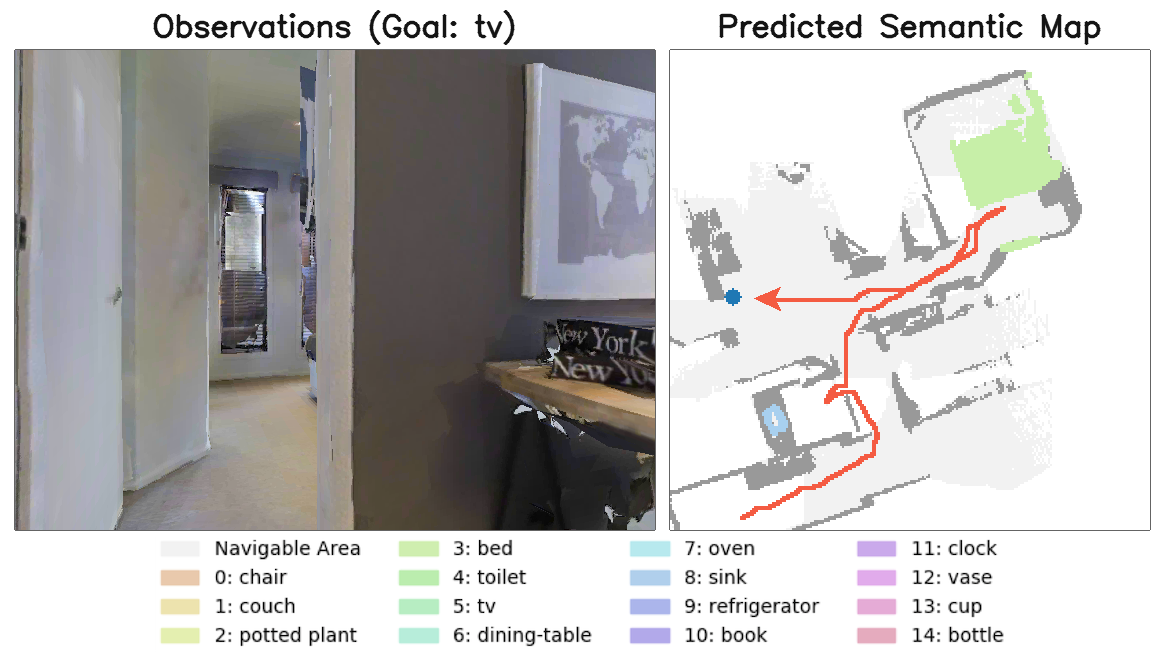 Observations (Goal: tv)
Predicted Semantic Map
New York
New Yo
Navigable Area
0: chair
1: couch
2: potted plant
3: bed
4: toilet
5: tv
6: dining-table
7: oven
8: sink
9: refrigerator
10: book
11: clock
12: vase
13: cup
14: bottle